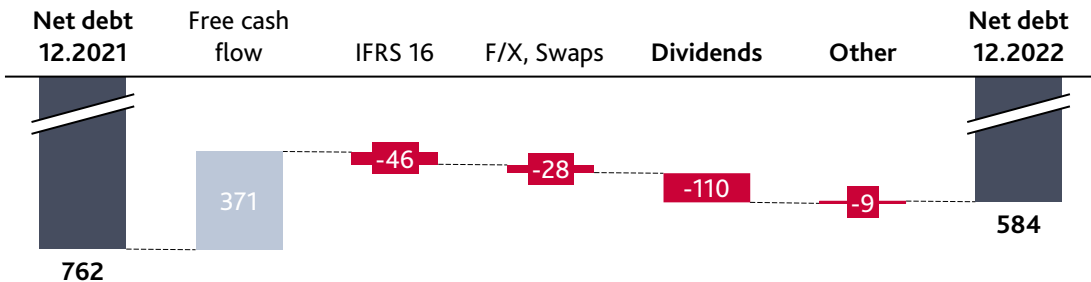 Net debt
12.2021
Free cash
flow
IFRS 16
F/X, Swaps
Dividends
Other
Net debt
12.2022
762
371
-46
-28
-110
-9
584